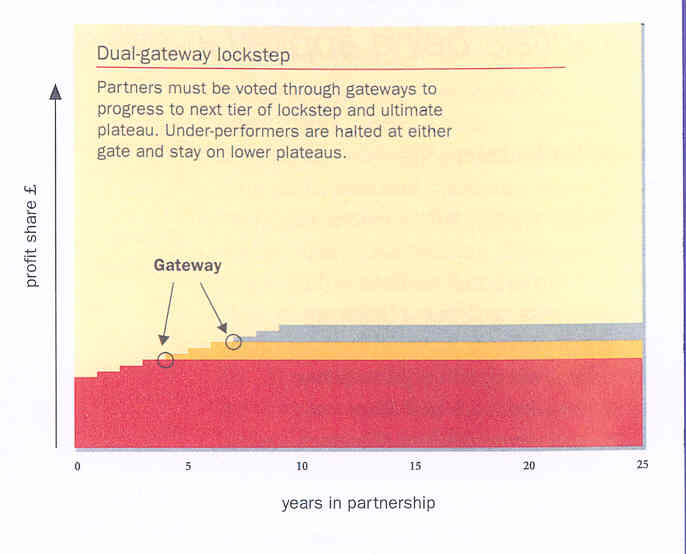 Dual-gateway lockstep
Partners must be voted through gateways to
progress to next tier of lockstep and ultimate
plateau. Under-performers are halted at either
gate and stay on lower plateaus.
profit share £
Gateway
0 5 10 15 20 25
years in partnership